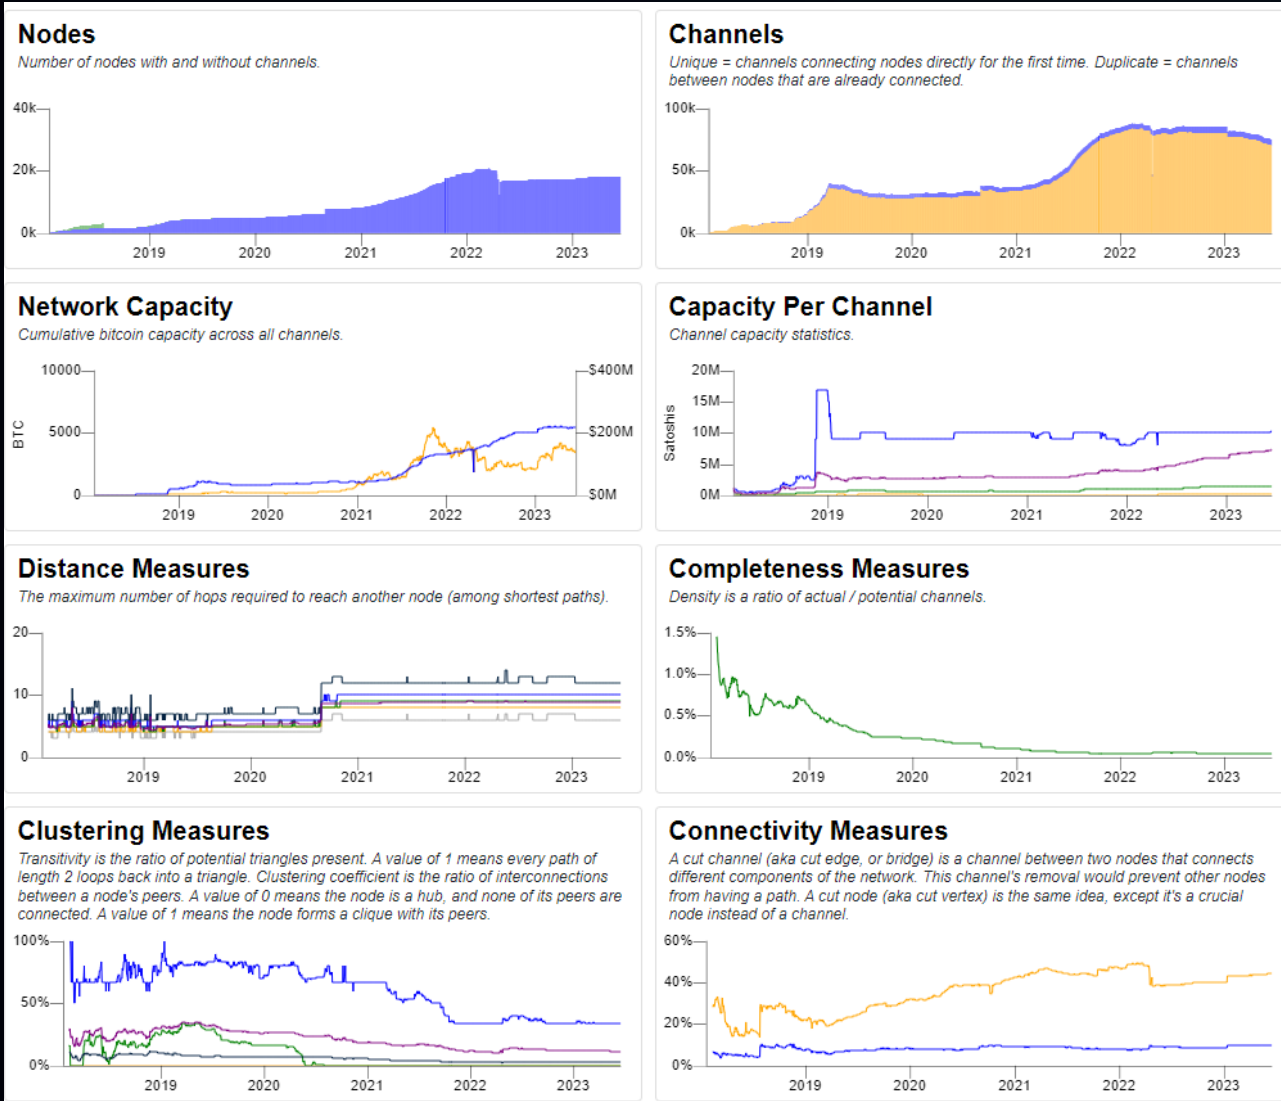 Nodes
Number of nodes with and without channels.
40k
20k
0k
2019 2020 2021 2022 2023
Channels
Unique = channels connecting nodes directly for the first time. Duplicate = channels
between nodes that are already connected.
100k
50k
0k
2019 2020 2021 2022 2023
Network Capacity
Cumulative bitcoin capacity across all channels.
10000 $400M
BTC
5000 $200M
0 $0M
2019 2020 2021 2022 2023
Capacity Per Channel
Channel capacity statistics.
20M
15M
Satoshis
10M
5M
0M
2019 2020 2021 2022 2023
Distance Measures
The maximum number of hops required to reach another node (among shortest paths).
20
10
0
2019 2020 2021 2022 2023
Completeness Measures
Density is a ratio of actual / potential channels.
1.5%
1.0%
0.5%
0.0%
2019 2020 2021 2022 2023
Clustering Measures
Transitivity is the ratio of potential triangles present. A value of 1 means every path of
length 2 loops back into a triangle. Clustering coefficient is the ratio of interconnections
between a node's peers. A value of 0 means the node is a hub, and none of its peers are
connected. A value of 1 means the node forms a clique with its peers.
100%
50%
0%
2019 2020 2021 2022 2023
Connectivity Measures
A cut channel (aka cut edge, or bridge) is a channel between two nodes that connects
different components of the network. This channel's removal would prevent other nodes
from having a path. A cut node (aka cut vertex) is the same idea, except it's a crucial
node instead of a channel.
60%
40%
20%
0%
2019 2020 2021 2022 2023